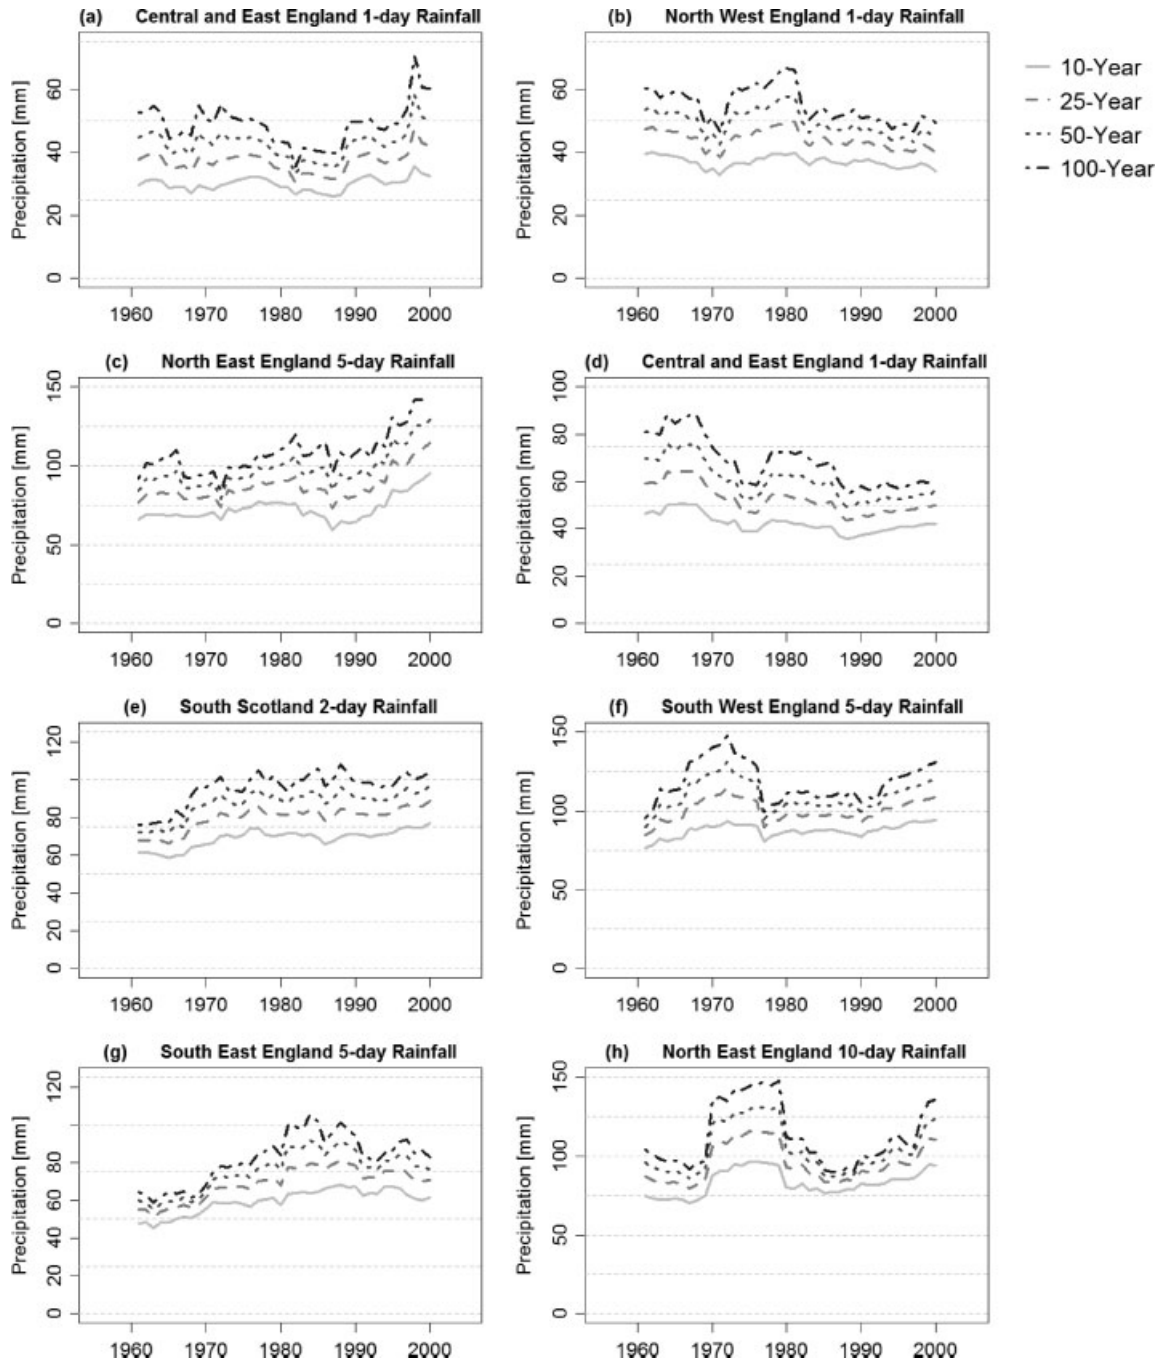 (a) Central and East England 1-day Rainfall
Precipitation [mm]
60
40
20
0
1960 1970 1980 1990 2000
(b) North West England 1-day Rainfall
Precipitation [mm]
60
40
20
0
1960 1970 1980 1990 2000
10-Year
25-Year
50-Year
100-Year
(c) North East England 5-day Rainfall
Precipitation [mm]
150
100
50
0
1960 1970 1980 1990 2000
(d) Central and East England 1-day Rainfall
Precipitation [mm]
100
80
60
40
20
0
1960 1970 1980 1990 2000
(e) South Scotland 2-day Rainfall
Precipitation [mm]
120
80
60
40
20
0
1960 1970 1980 1990 2000
(f) South West England 5-day Rainfall
Precipitation [mm]
150
100
50
0
1960 1970 1980 1990 2000
(g) South East England 5-day Rainfall
Precipitation [mm]
120
80
60
40
20
0
1960 1970 1980 1990 2000
(h) North East England 10-day Rainfall
Precipitation [mm]
150
100
50
0
1960 1970 1980 1990 2000